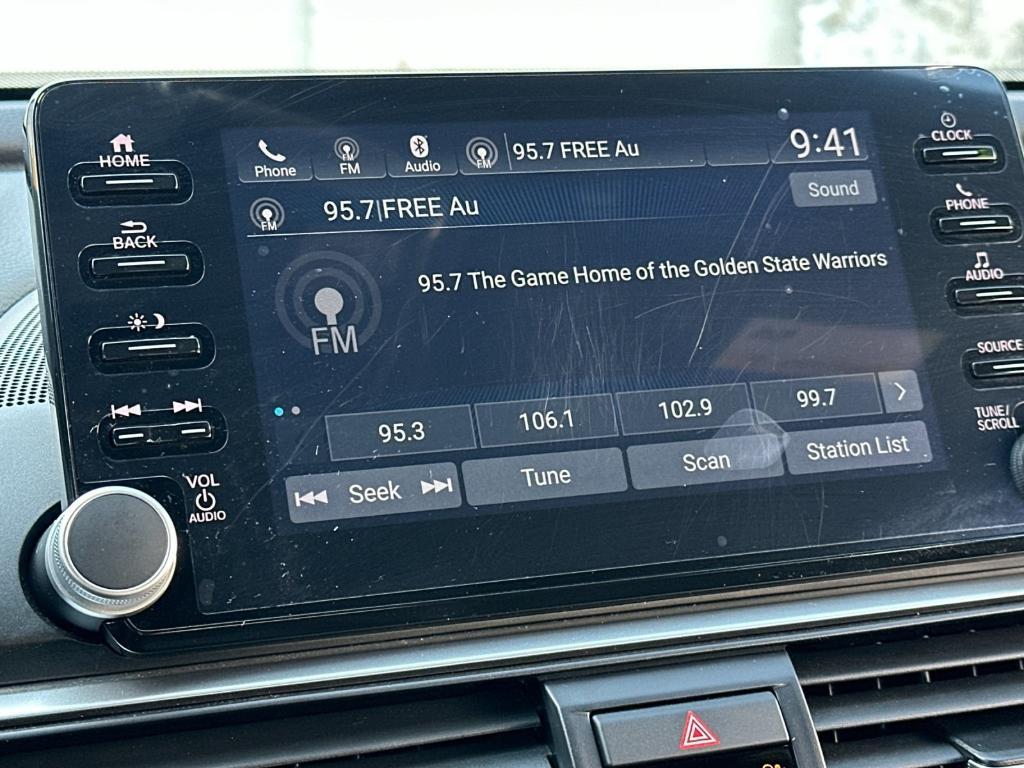 HOME
BACK
VOL
AUDIO
Phone
FM
FM
Audio
FM
95.7 FREE Au
9:41
Sound
FM
95.7|FREE Au
FM
95.7 The Game Home of the Golden State Warriors
95.3
106.1
102.9
99.7
Seek
Tune
Scan
Station List
CLOCK
PHONE
AUDIO
SOURCE
TUNE/
SCROLL